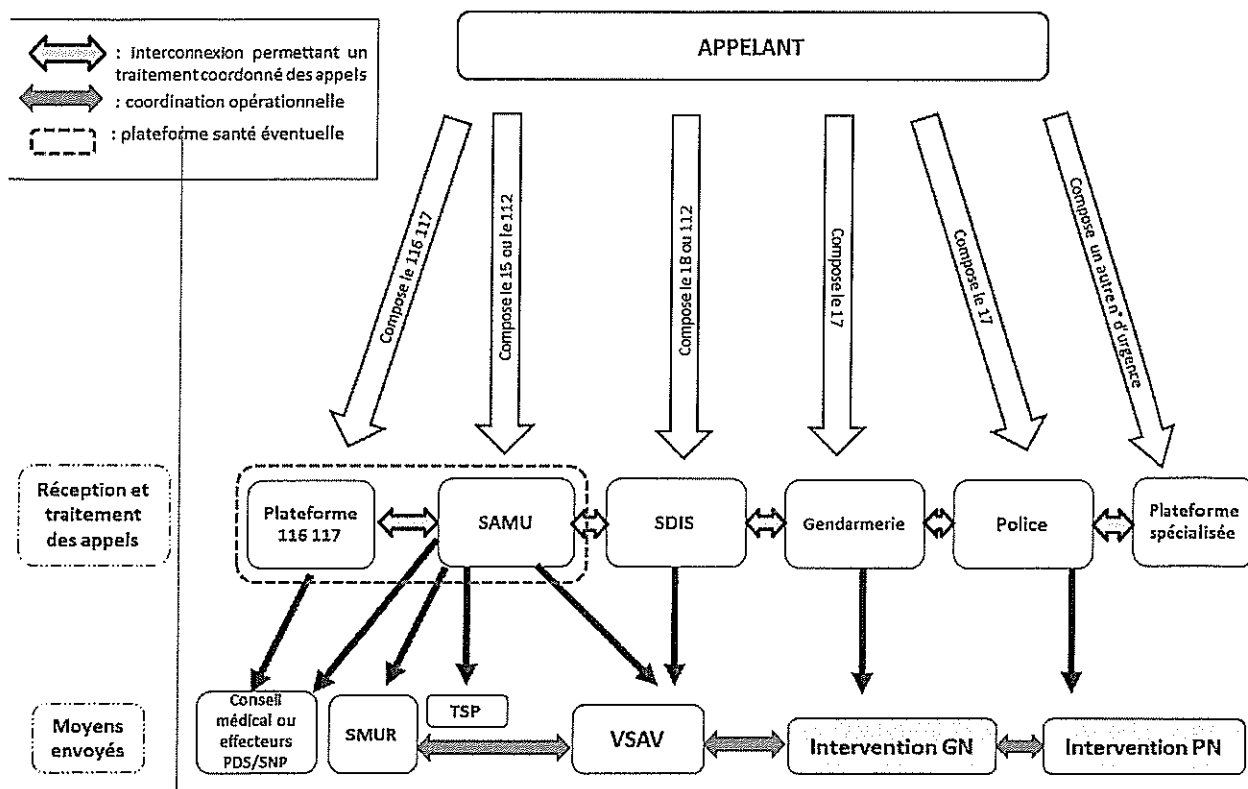 : interconnexion permettant un
traitement coordonné des appels
: coordination opérationnelle
: plateforme santé éventuelle
APPELANT
Compose le 116 117
Compose le 15 ou le 112
Compose le 18 ou 112
Compose le 17
Compose le 17
Compose un autre n° d'urgence
Réception et
traitement
des appels
Plateforme
116 117
SAMU
SDIS
Gendarmerie
Police
Plateforme
spécialisée
Moyens
envoyés
Conseil
médical ou
effecteurs
PDS/SNP
SMUR
TSP
VSAV
Intervention GN
Intervention PN